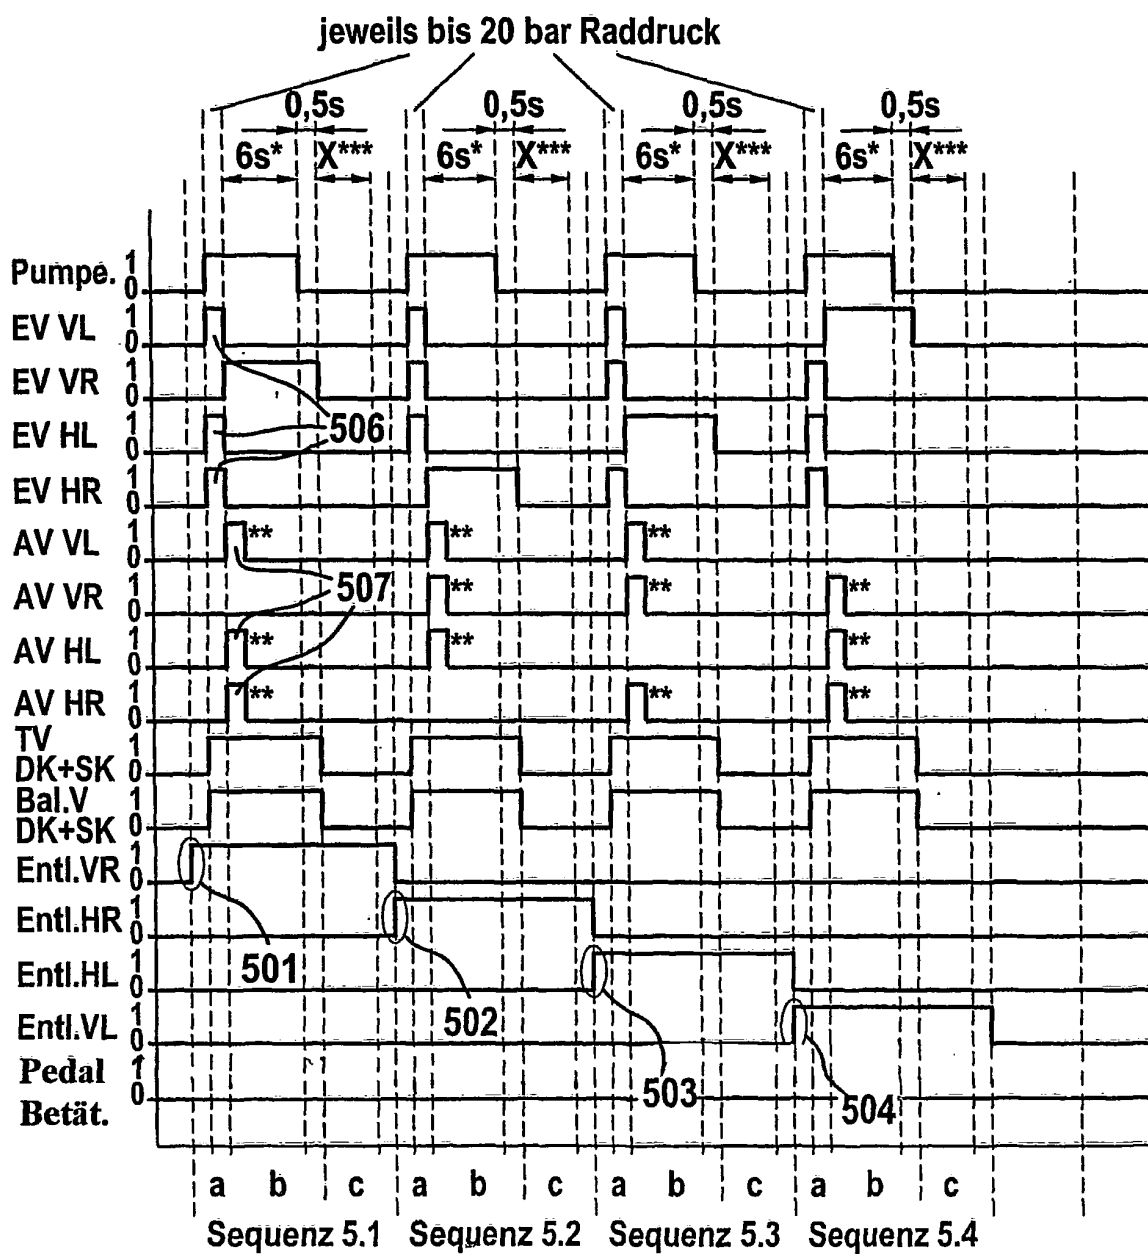 jeweils bis 20 bar Raddruck
0,5s 0,5s 0,5s 0,5s
6s* X*** 6s* X*** 6s* X*** 6s* X***
Pumpe. 1 0
EV VL 1 0
EV VR 1 0
EV HL 1 0
506
EV HR 1 0
AV VL 1 0 ** ** **
507
AV VR 1 0 ** ** **
AV HL 1 0 ** ** **
AV HR 1 0 ** ** **
TV
DK+SK 1 0
Bal.V
DK+SK 1 0
Entl.VR 1 0
Entl.HR 1 0
501
Entl.HL 1 0
502
Entl.VL 1 0
503
504
Pedal 1 0
Betät.
a b c a b c a b c a b c
Sequenz 5.1 Sequenz 5.2 Sequenz 5.3 Sequenz 5.4